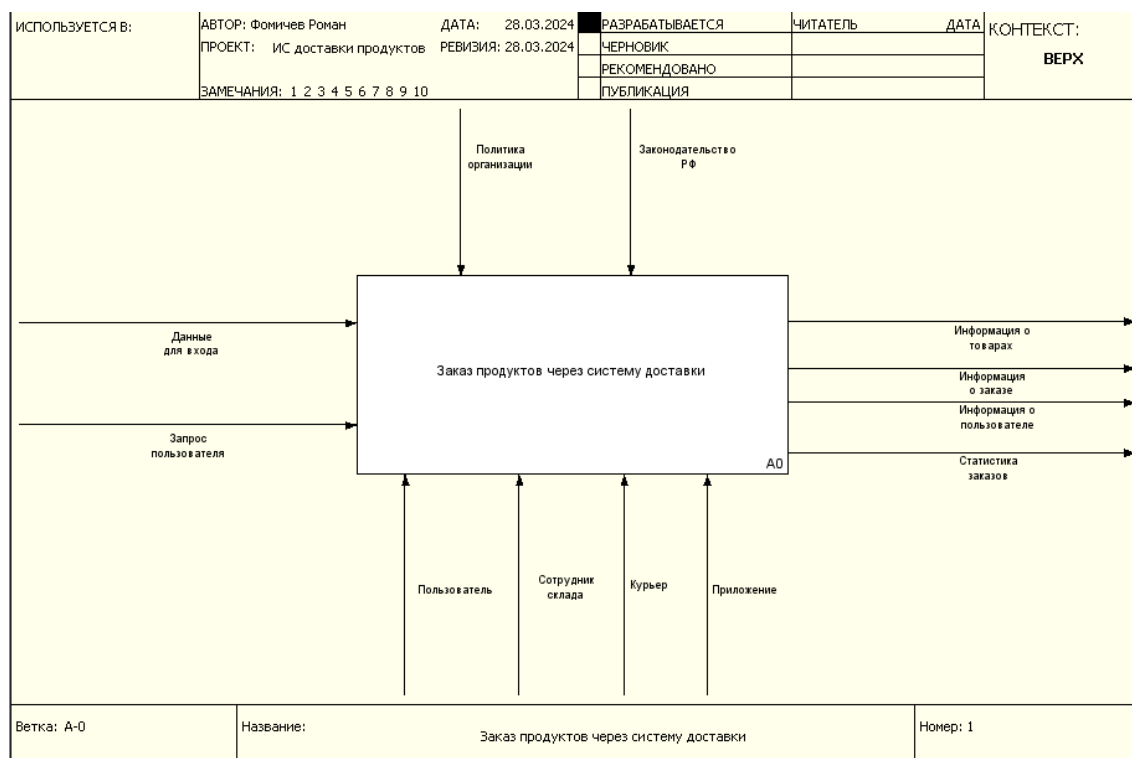 ИСПОЛЬЗУЕТСЯ В:
АВТОР: Фомичев Роман
ДАТА: 28.03.2024
ПРОЕКТ: ИС доставки продуктов
РЕВИЗИЯ: 28.03.2024
ЗАМЕЧАНИЯ: 1 2 3 4 5 6 7 8 9 10
РАЗРАБАТЫВАЕТСЯ
ЧЕРНОВИК
РЕКОМЕНДОВАНО
ПУБЛИКАЦИЯ
ЧИТАТЕЛЬ
ДАТА
КОНТЕКСТ:
ВЕРХ
Политика
организации
Законодательство
РФ
Данные
для входа
Запрос
пользователя
Заказ продуктов через систему доставки
A0
Информация о
товарах
Информация
о заказе
Информация о
пользователе
Статистика
заказов
Пользователь
Сотрудник
склада
Курьер
Приложение
Ветка: A-0
Название:
Заказ продуктов через систему доставки
Номер: 1